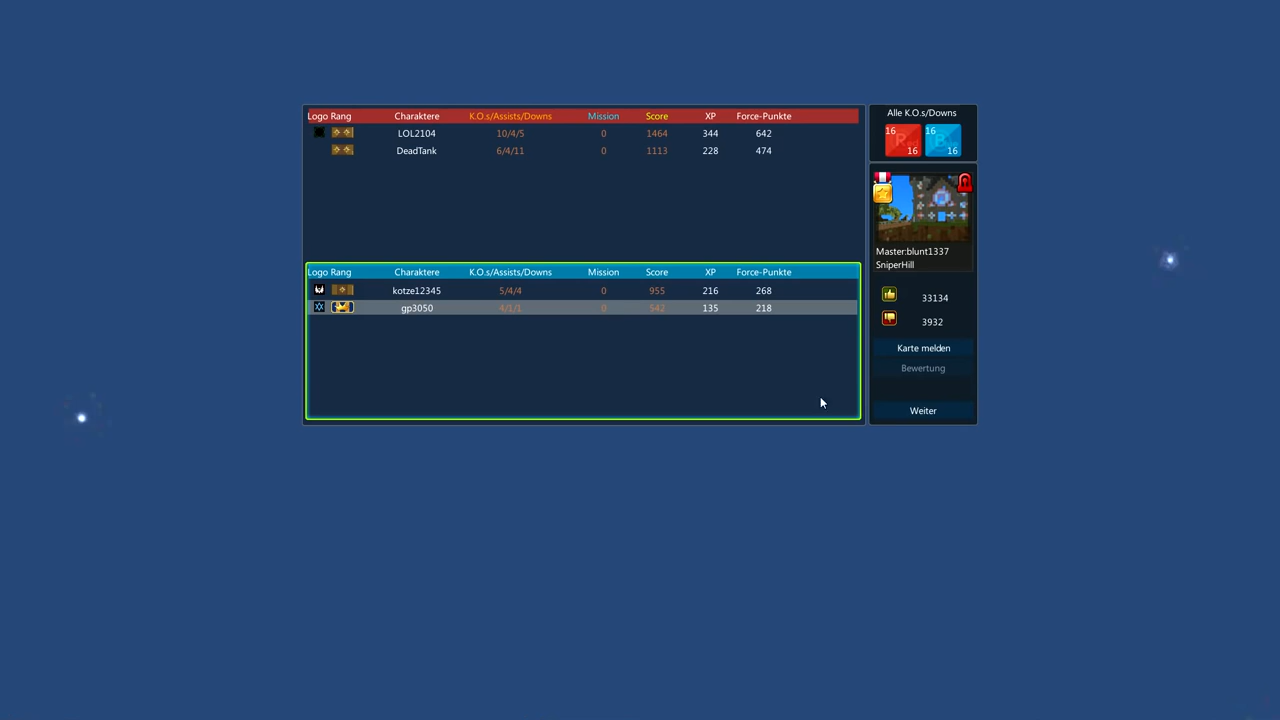 Logo Rang Charaktere K.O.s/Assists/Downs Mission Score XP Force-Punkte
LOL2104 10/4/5 0 1464 344 642
DeadTank 6/4/11 0 1113 228 474
Logo Rang Charaktere K.O.s/Assists/Downs Mission Score XP Force-Punkte
kotze12345 5/4/4 0 955 216 268
gp3050 4/1/1 0 542 135 218
Alle K.O.s/Downs
16 16
16 16
Master:blunt1337
SniperHill
33134
3932
Karte melden
Bewertung
Weiter